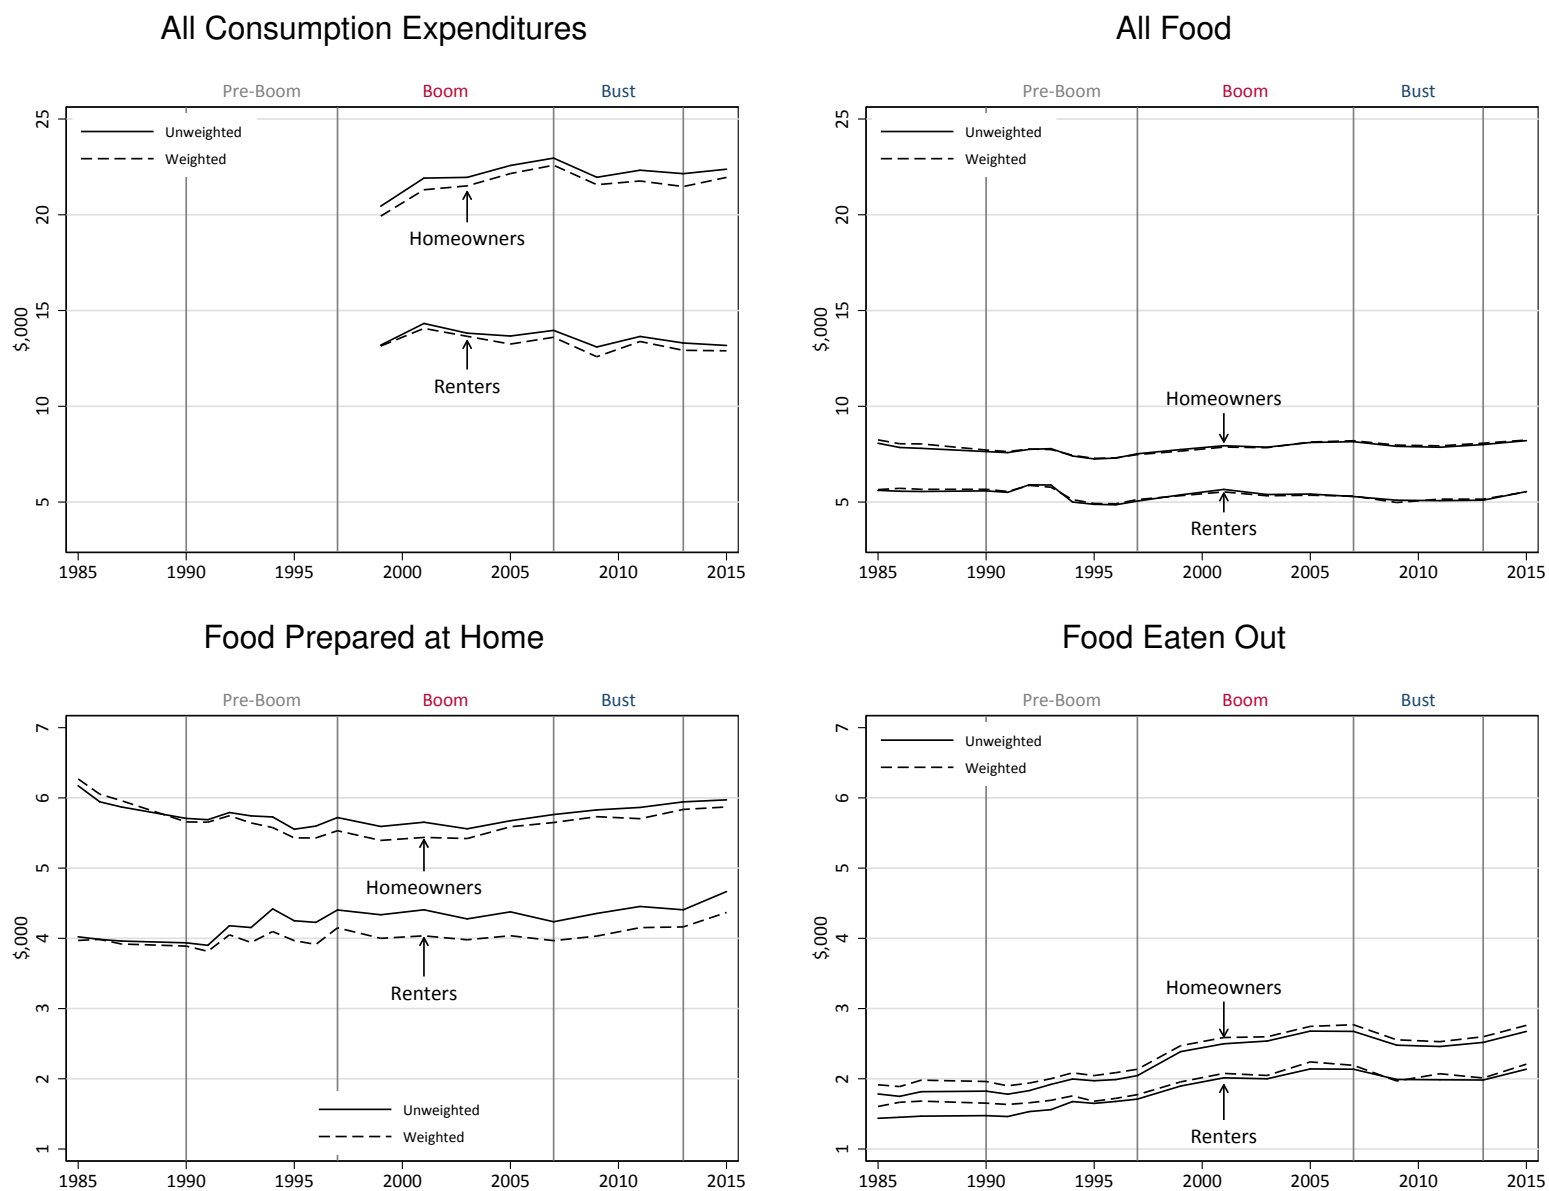 All Consumption Expenditures
Pre-Boom Boom Bust
Unweighted
Weighted
Homeowners
Renters
$,000
25
20
15
10
5
1985 1990 1995 2000 2005 2010 2015
All Food
Pre-Boom Boom Bust
Unweighted
Weighted
Homeowners
Renters
$,000
25
20
15
10
5
1985 1990 1995 2000 2005 2010 2015
Food Prepared at Home
Pre-Boom Boom Bust
Homeowners
Renters
Unweighted
Weighted
$,000
7
6
5
4
3
2
1
1985 1990 1995 2000 2005 2010 2015
Food Eaten Out
Pre-Boom Boom Bust
Unweighted
Weighted
Homeowners
Renters
$,000
7
6
5
4
3
2
1
1985 1990 1995 2000 2005 2010 2015